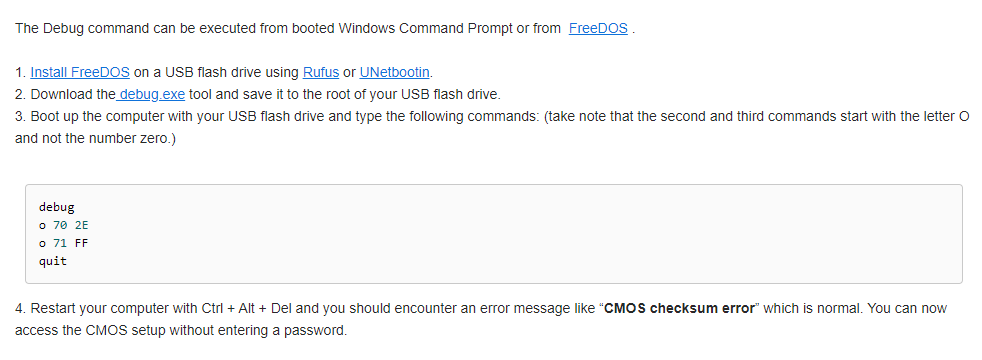 The Debug command can be executed from booted Windows Command Prompt or from FreeDOS .
1. Install FreeDOS on a USB flash drive using Rufus or UNetbootin.
2. Download the debug.exe tool and save it to the root of your USB flash drive.
3. Boot up the computer with your USB flash drive and type the following commands: (take note that the second and third commands start with the letter O
and not the number zero.)
debug
o 70 2E
o 71 FF
quit
4. Restart your computer with Ctrl + Alt + Del and you should encounter an error message like “CMOS checksum error” which is normal. You can now
access the CMOS setup without entering a password.